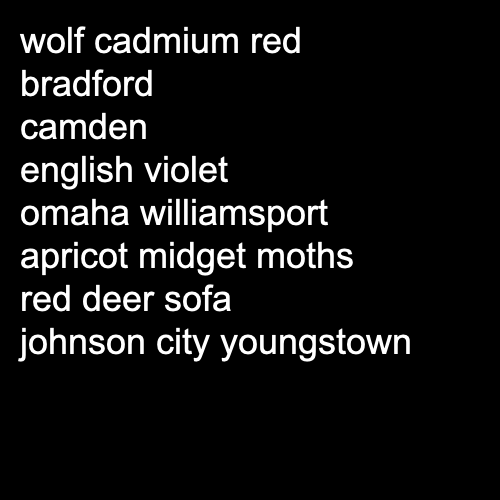 wolf cadmium red
bradford
camden
english violet
omaha williamsport
apricot midget moths
red deer sofa
johnson city youngstown